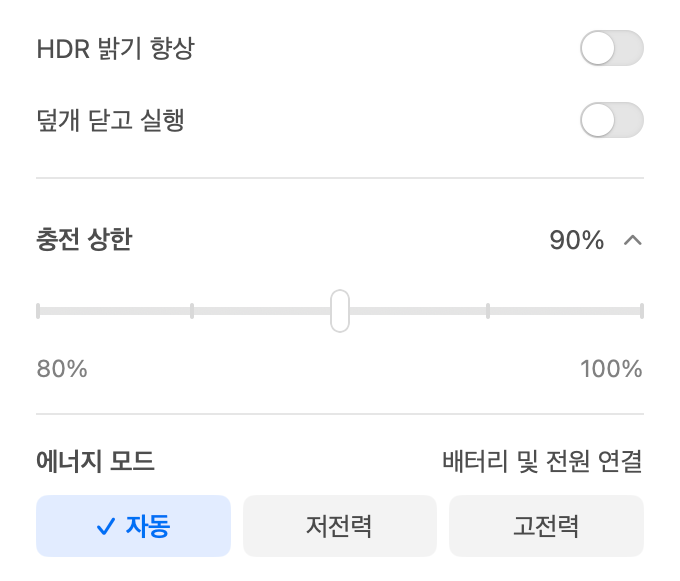 HDR 밝기 향상
덮개 닫고 실행
충전 상한 90%
80% 100%
에너지 모드 배터리 및 전원 연결
자동 저전력 고전력